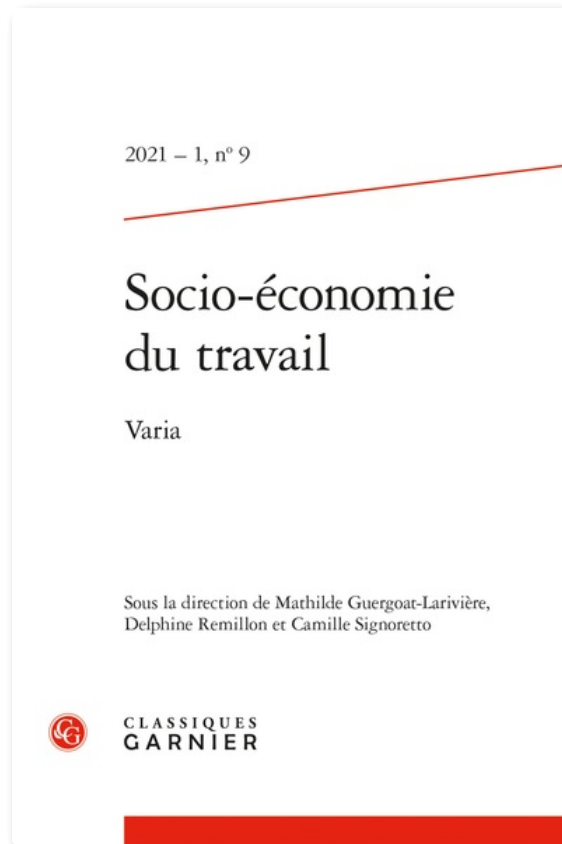 2021 – 1, nº 9
Socio-économie
du travail
Varia
Sous la direction de Mathilde Guergoat-Larivière,
Delphine Remillon et Camille Signoretto
CG
CLASSIQUES
GARNIER